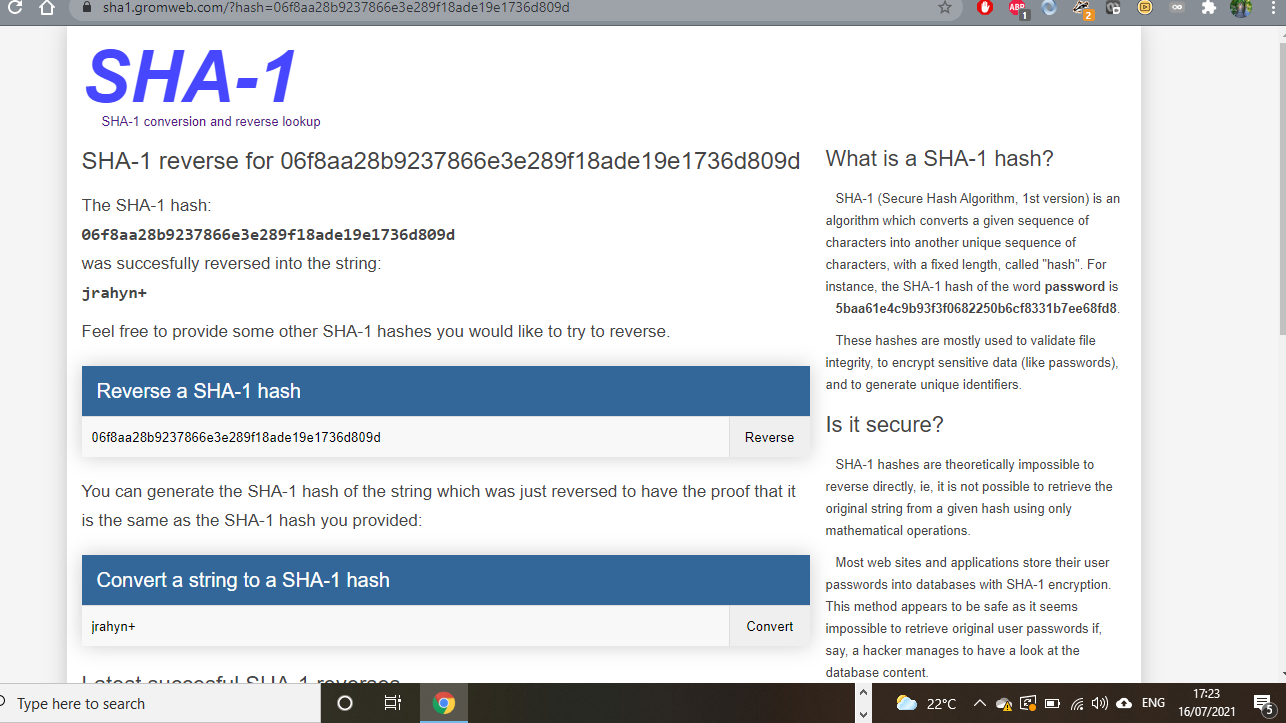 sha1.gromweb.com/?hash=06f8aa28b9237866e3e289f18ade19e1736d809d
ABP
1
2
SHA-1
SHA-1 conversion and reverse lookup
SHA-1 reverse for 06f8aa28b9237866e3e289f18ade19e1736d809d
The SHA-1 hash:
06f8aa28b9237866e3e289f18ade19e1736d809d
was succesfully reversed into the string:
jrahyn+
Feel free to provide some other SHA-1 hashes you would like to try to reverse.
Reverse a SHA-1 hash
06f8aa28b9237866e3e289f18ade19e1736d809d
Reverse
You can generate the SHA-1 hash of the string which was just reversed to have the proof that it
is the same as the SHA-1 hash you provided:
Convert a string to a SHA-1 hash
jrahyn+
Convert
Latest succesful SHA-1 reverses
What is a SHA-1 hash?
SHA-1 (Secure Hash Algorithm, 1st version) is an
algorithm which converts a given sequence of
characters into another unique sequence of
characters, with a fixed length, called "hash". For
instance, the SHA-1 hash of the word password is
5baa61e4c9b93f3f0682250b6cf8331b7ee68fd8.
These hashes are mostly used to validate file
integrity, to encrypt sensitive data (like passwords),
and to generate unique identifiers.
Is it secure?
SHA-1 hashes are theoretically impossible to
reverse directly, ie, it is not possible to retrieve the
original string from a given hash using only
mathematical operations.
Most web sites and applications store their user
passwords into databases with SHA-1 encryption.
This method appears to be safe as it seems
impossible to retrieve original user passwords if,
say, a hacker manages to have a look at the
database content.
Type here to search
22°C
ENG
17:23
16/07/2021
5